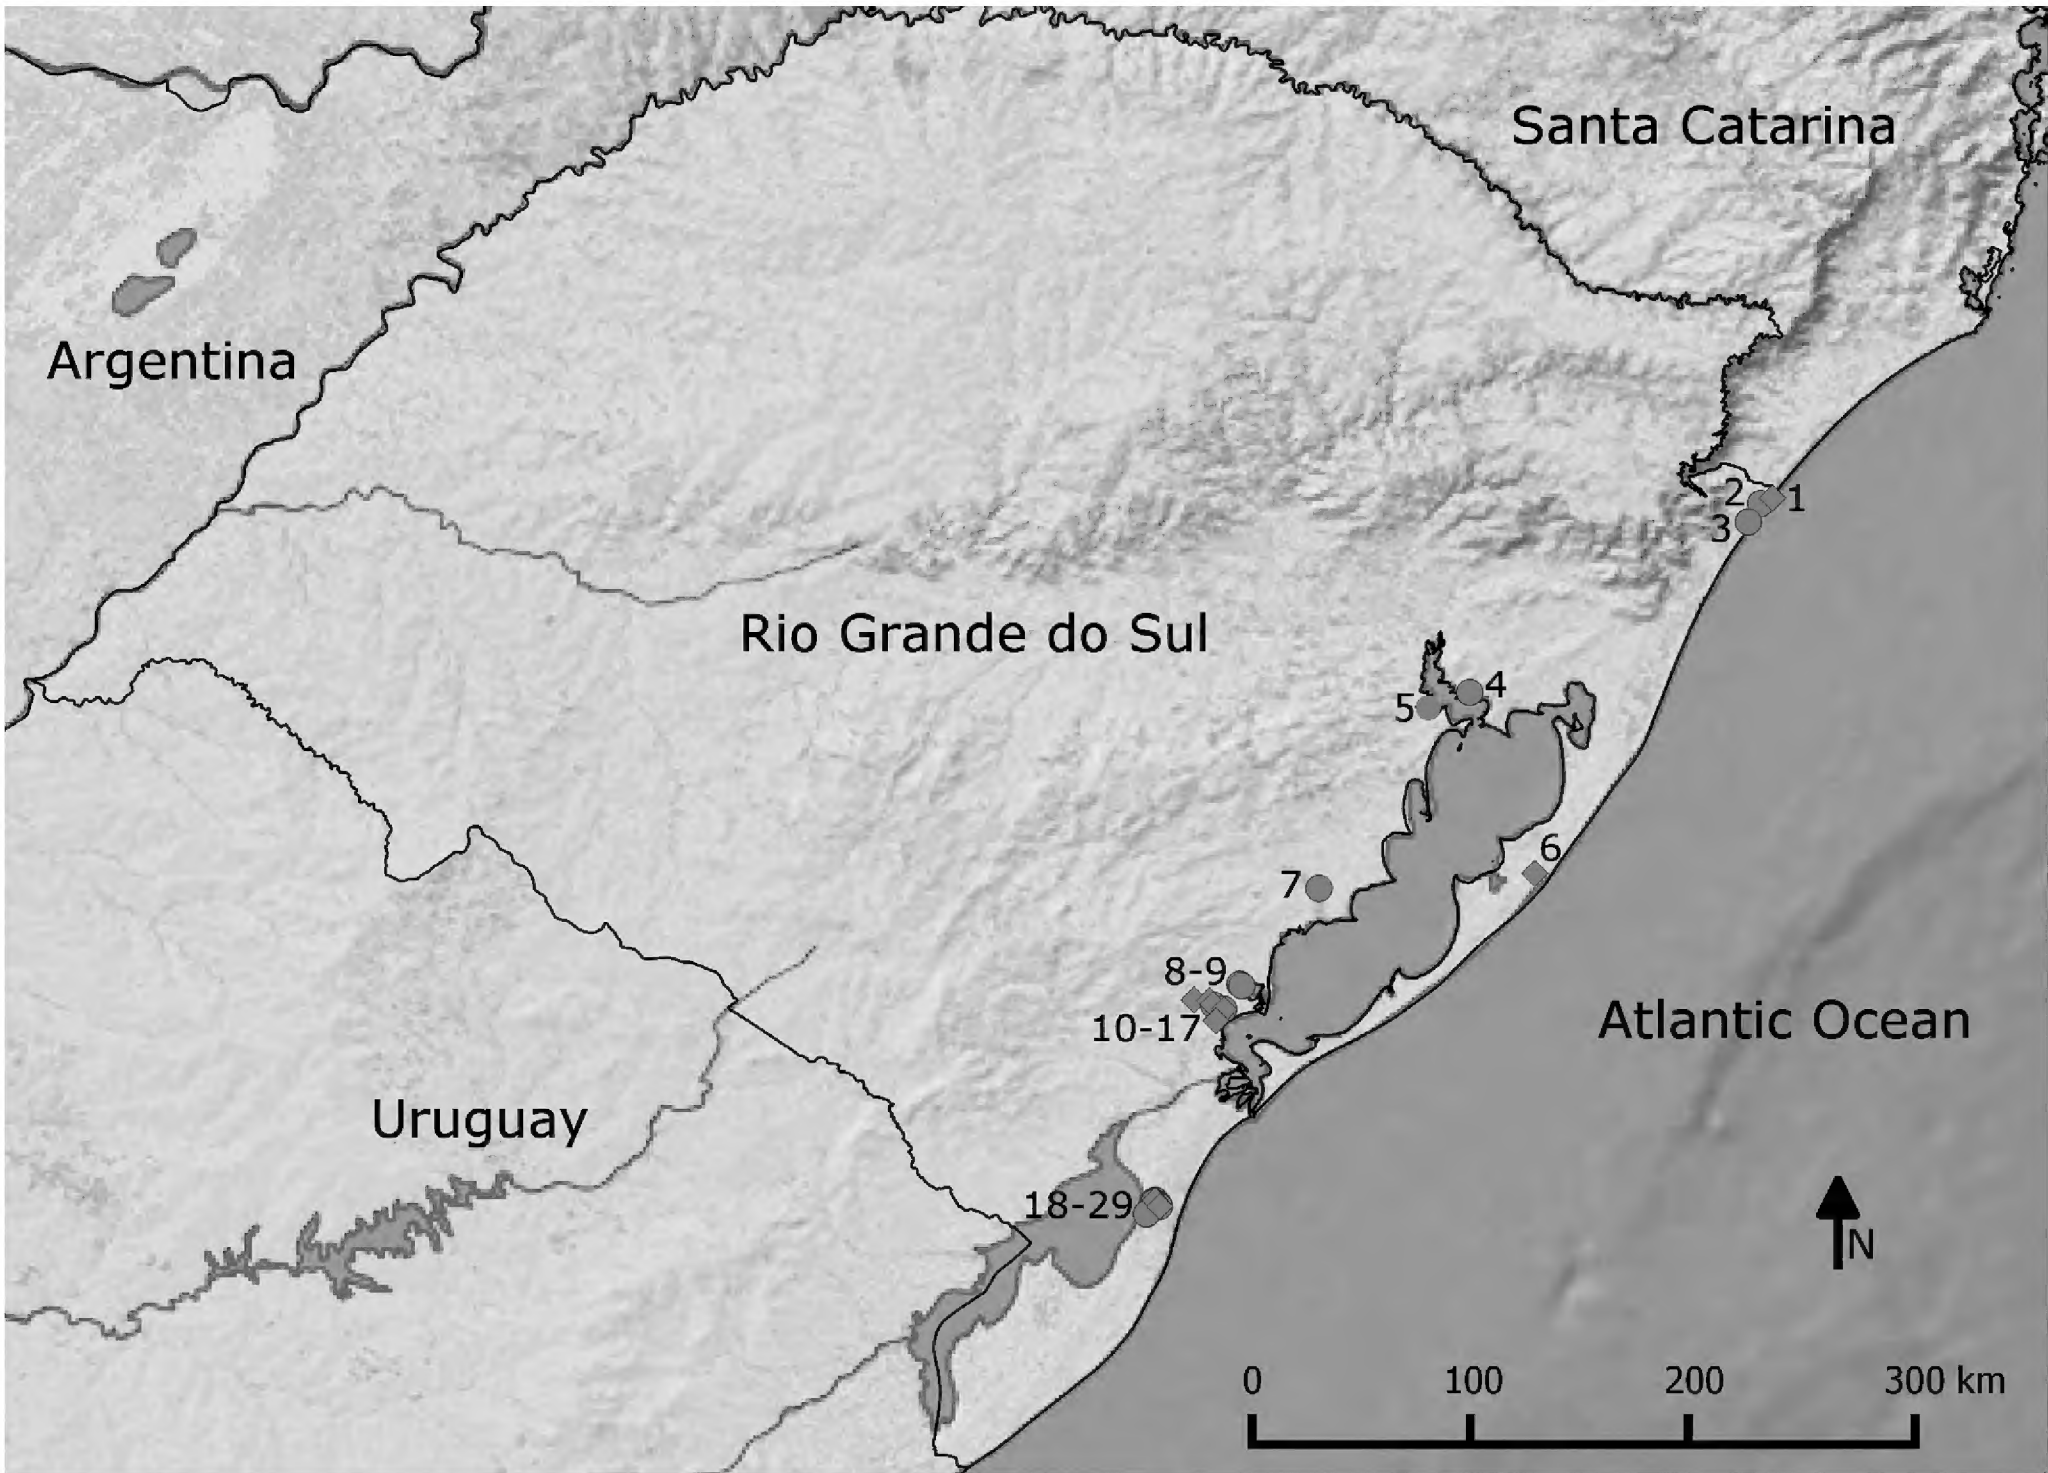 Santa Catarina
Argentina
2
1
3
Rio Grande do Sul
4
5
6
7
8-9
10-17
Atlantic Ocean
Uruguay
18-29
N
0 100 200 300 km